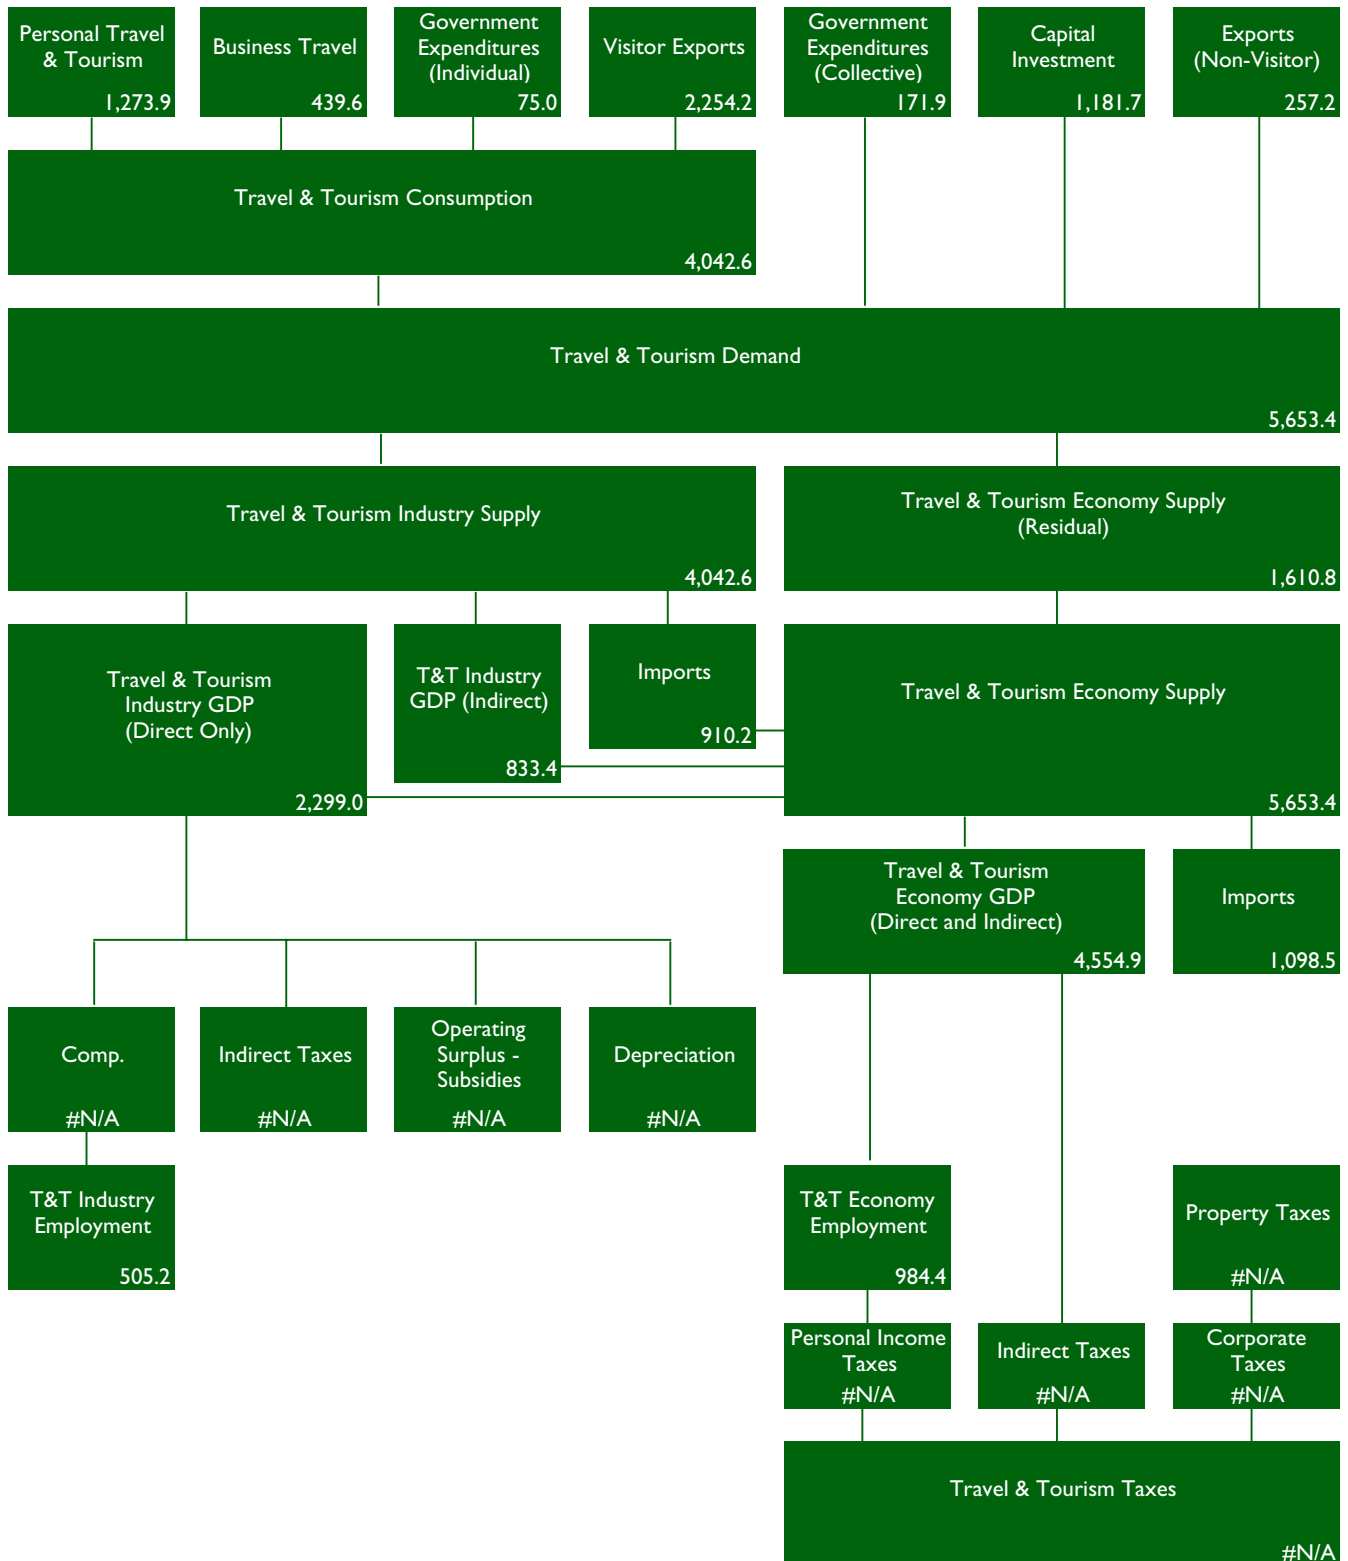 Personal Travel
& Tourism
1,273.9
Business Travel
439.6
Government
Expenditures
(Individual)
75.0
Visitor Exports
2,254.2
Government
Expenditures
(Collective)
171.9
Capital
Investment
1,181.7
Exports
(Non-Visitor)
257.2
Travel & Tourism Consumption
4,042.6
Travel & Tourism Demand
5,653.4
Travel & Tourism Industry Supply
4,042.6
Travel & Tourism Economy Supply
(Residual)
1,610.8
Travel & Tourism
Industry GDP
(Direct Only)
2,299.0
T&T Industry
GDP (Indirect)
833.4
Imports
910.2
Travel & Tourism Economy Supply
5,653.4
Travel & Tourism
Economy GDP
(Direct and Indirect)
4,554.9
Imports
1,098.5
Comp.
#N/A
Indirect Taxes
#N/A
Operating
Surplus -
Subsidies
#N/A
Depreciation
#N/A
T&T Industry
Employment
505.2
T&T Economy
Employment
984.4
Property Taxes
#N/A
Personal Income
Taxes
#N/A
Indirect Taxes
#N/A
Corporate
Taxes
#N/A
Travel & Tourism Taxes
#N/A